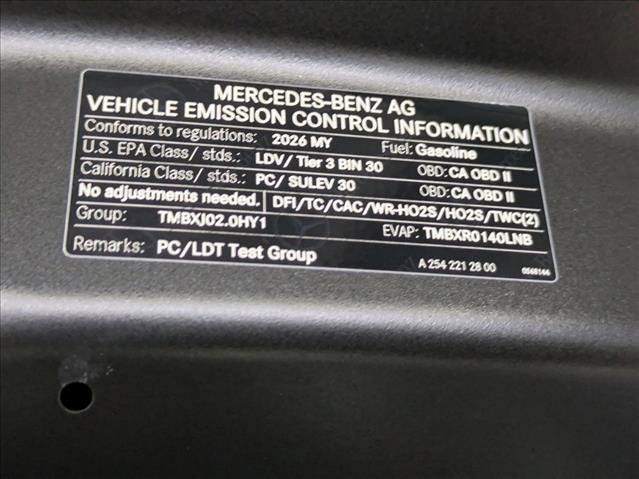 MERCEDES-BENZ AG
VEHICLE EMISSION CONTROL INFORMATION
Conforms to regulations: 2026 MY Fuel: Gasoline
U.S. EPA Class/ stds.: LDV/ Tier 3 BIN 30 OBD: CA OBD II
California Class/ stds.: PC/ SULEV 30 OBD: CA OBD II
No adjustments needed. DFI/TC/CAC/WR-HO2S/HO2S/TWC(2)
Group: TMBXJ02.0HY1 EVAP: TMBXR0140LNB
Remarks: PC/LDT Test Group A 254 221 28 00